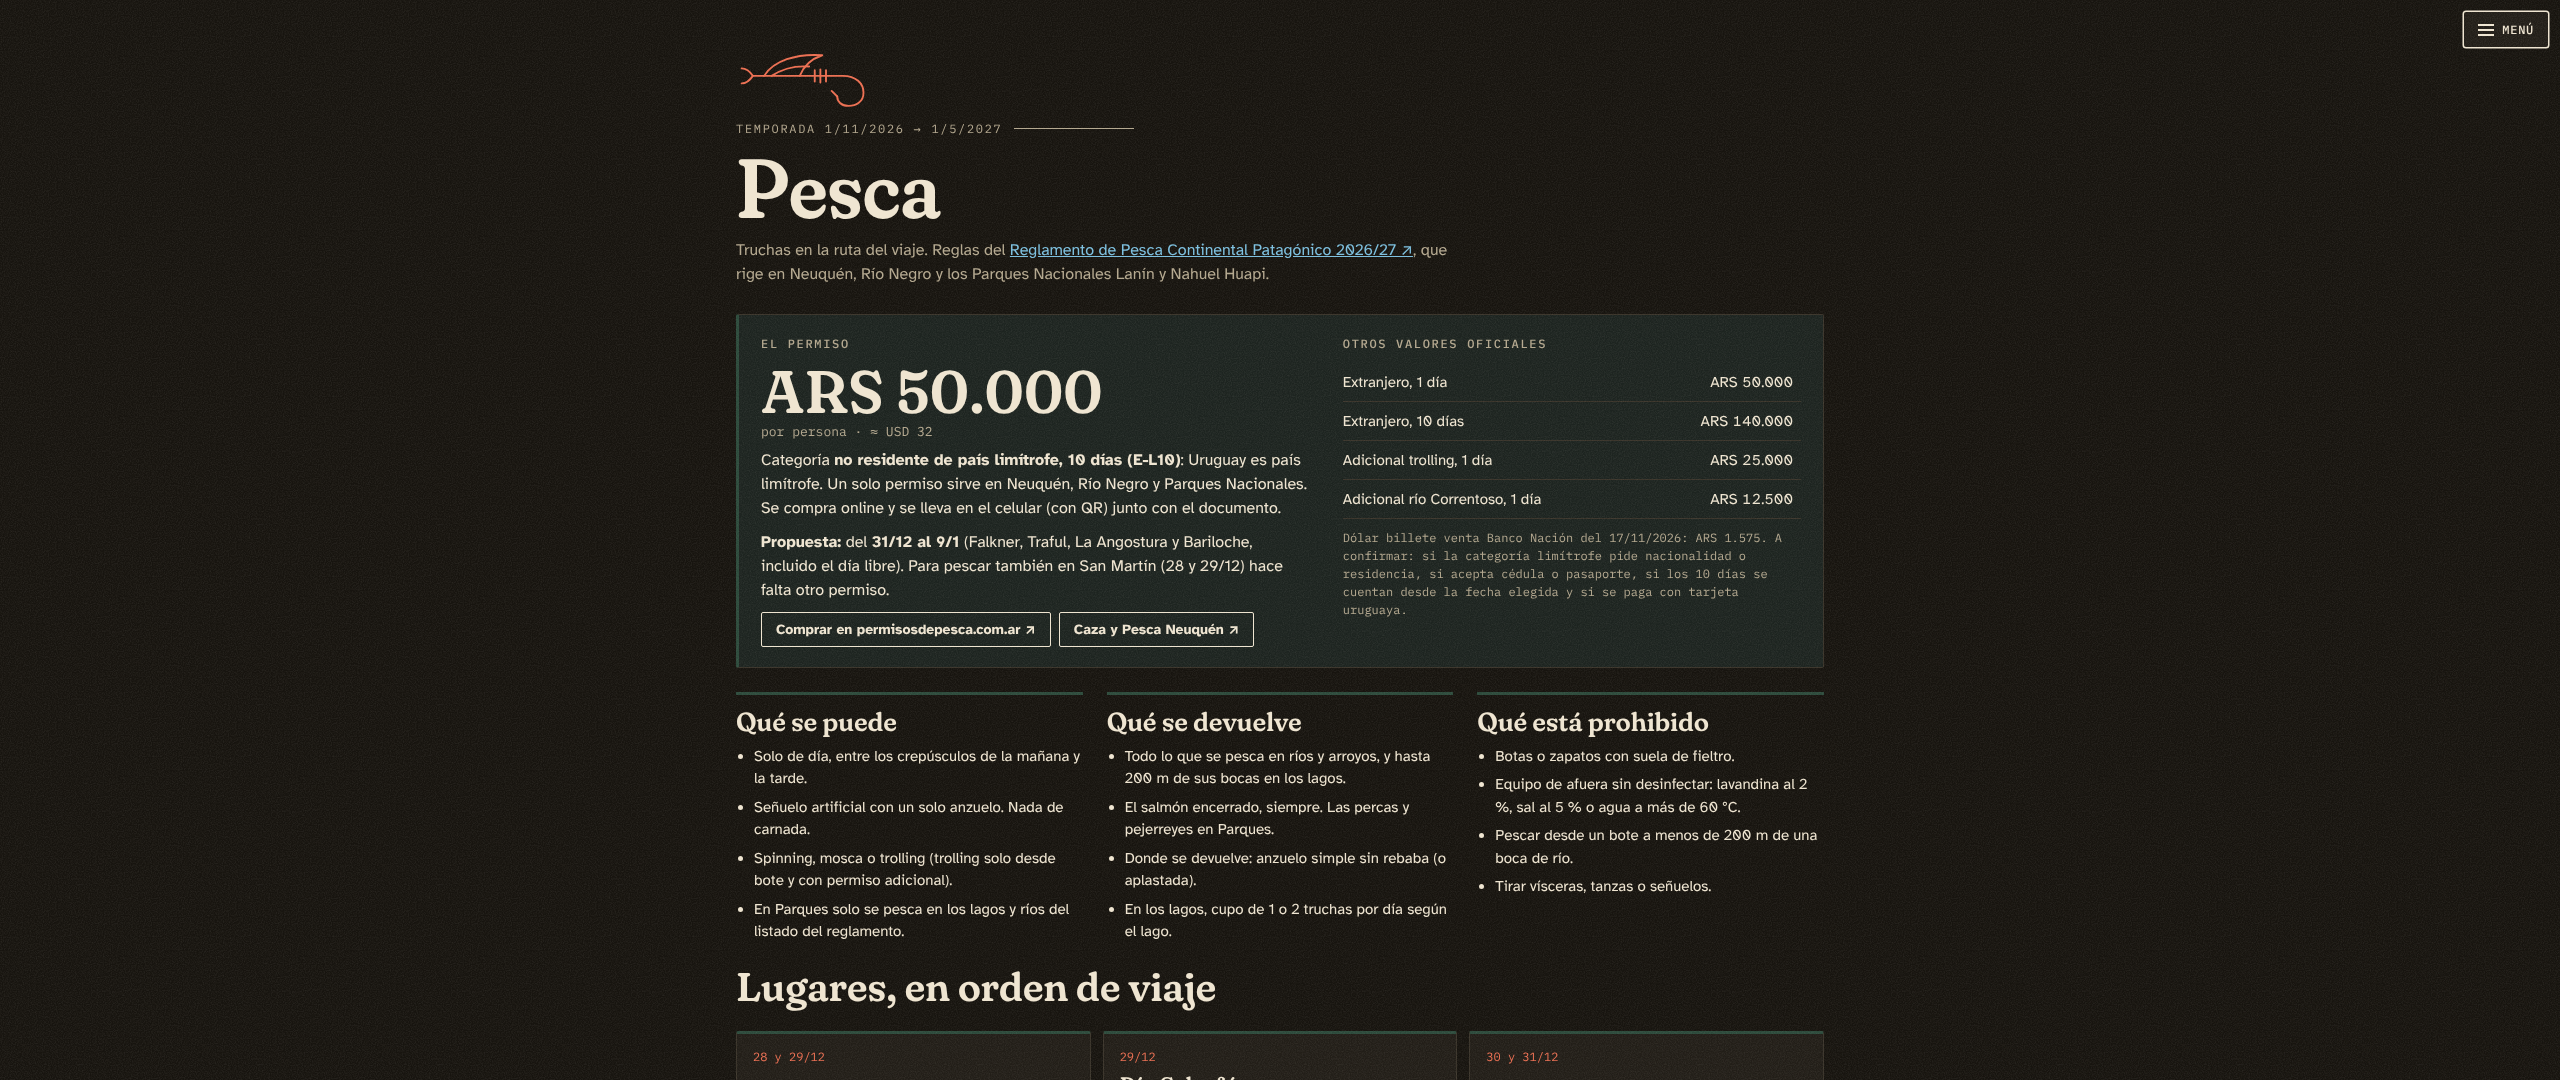 MENÚ
TEMPORADA 1/11/2026 → 1/5/2027
Pesca
Truchas en la ruta del viaje. Reglas del Reglamento de Pesca Continental Patagónico 2026/27 ↗, que
rige en Neuquén, Río Negro y los Parques Nacionales Lanín y Nahuel Huapi.
EL PERMISO
ARS 50.000
por persona · ≈ USD 32
Categoría no residente de país limítrofe, 10 días (E-L10): Uruguay es país
limítrofe. Un solo permiso sirve en Neuquén, Río Negro y Parques Nacionales.
Se compra online y se lleva en el celular (con QR) junto con el documento.
Propuesta: del 31/12 al 9/1 (Falkner, Traful, La Angostura y Bariloche,
incluido el día libre). Para pescar también en San Martín (28 y 29/12) hace
falta otro permiso.
Comprar en permisosdepesca.com.ar ↗
Caza y Pesca Neuquén ↗
OTROS VALORES OFICIALES
Extranjero, 1 día ARS 50.000
Extranjero, 10 días ARS 140.000
Adicional trolling, 1 día ARS 25.000
Adicional río Correntoso, 1 día ARS 12.500
Dólar billete venta Banco Nación del 17/11/2026: ARS 1.575. A
confirmar: si la categoría limítrofe pide nacionalidad o
residencia, si acepta cédula o pasaporte, si los 10 días se
cuentan desde la fecha elegida y si se paga con tarjeta
uruguaya.
Qué se puede
• Solo de día, entre los crepúsculos de la mañana y
la tarde.
• Señuelo artificial con un solo anzuelo. Nada de
carnada.
• Spinning, mosca o trolling (trolling solo desde
bote y con permiso adicional).
• En Parques solo se pesca en los lagos y ríos del
listado del reglamento.
Qué se devuelve
• Todo lo que se pesca en ríos y arroyos, y hasta
200 m de sus bocas en los lagos.
• El salmón encerrado, siempre. Las percas y
pejerreyes en Parques.
• Donde se devuelve: anzuelo simple sin rebaba (o
aplastada).
• En los lagos, cupo de 1 o 2 truchas por día según
el lago.
Qué está prohibido
• Botas o zapatos con suela de fieltro.
• Equipo de afuera sin desinfectar: lavandina al 2
%, sal al 5 % o agua a más de 60 °C.
• Pescar desde un bote a menos de 200 m de una
boca de río.
• Tirar vísceras, tanzas o señuelos.
Lugares, en orden de viaje
28 y 29/12
29/12
30 y 31/12